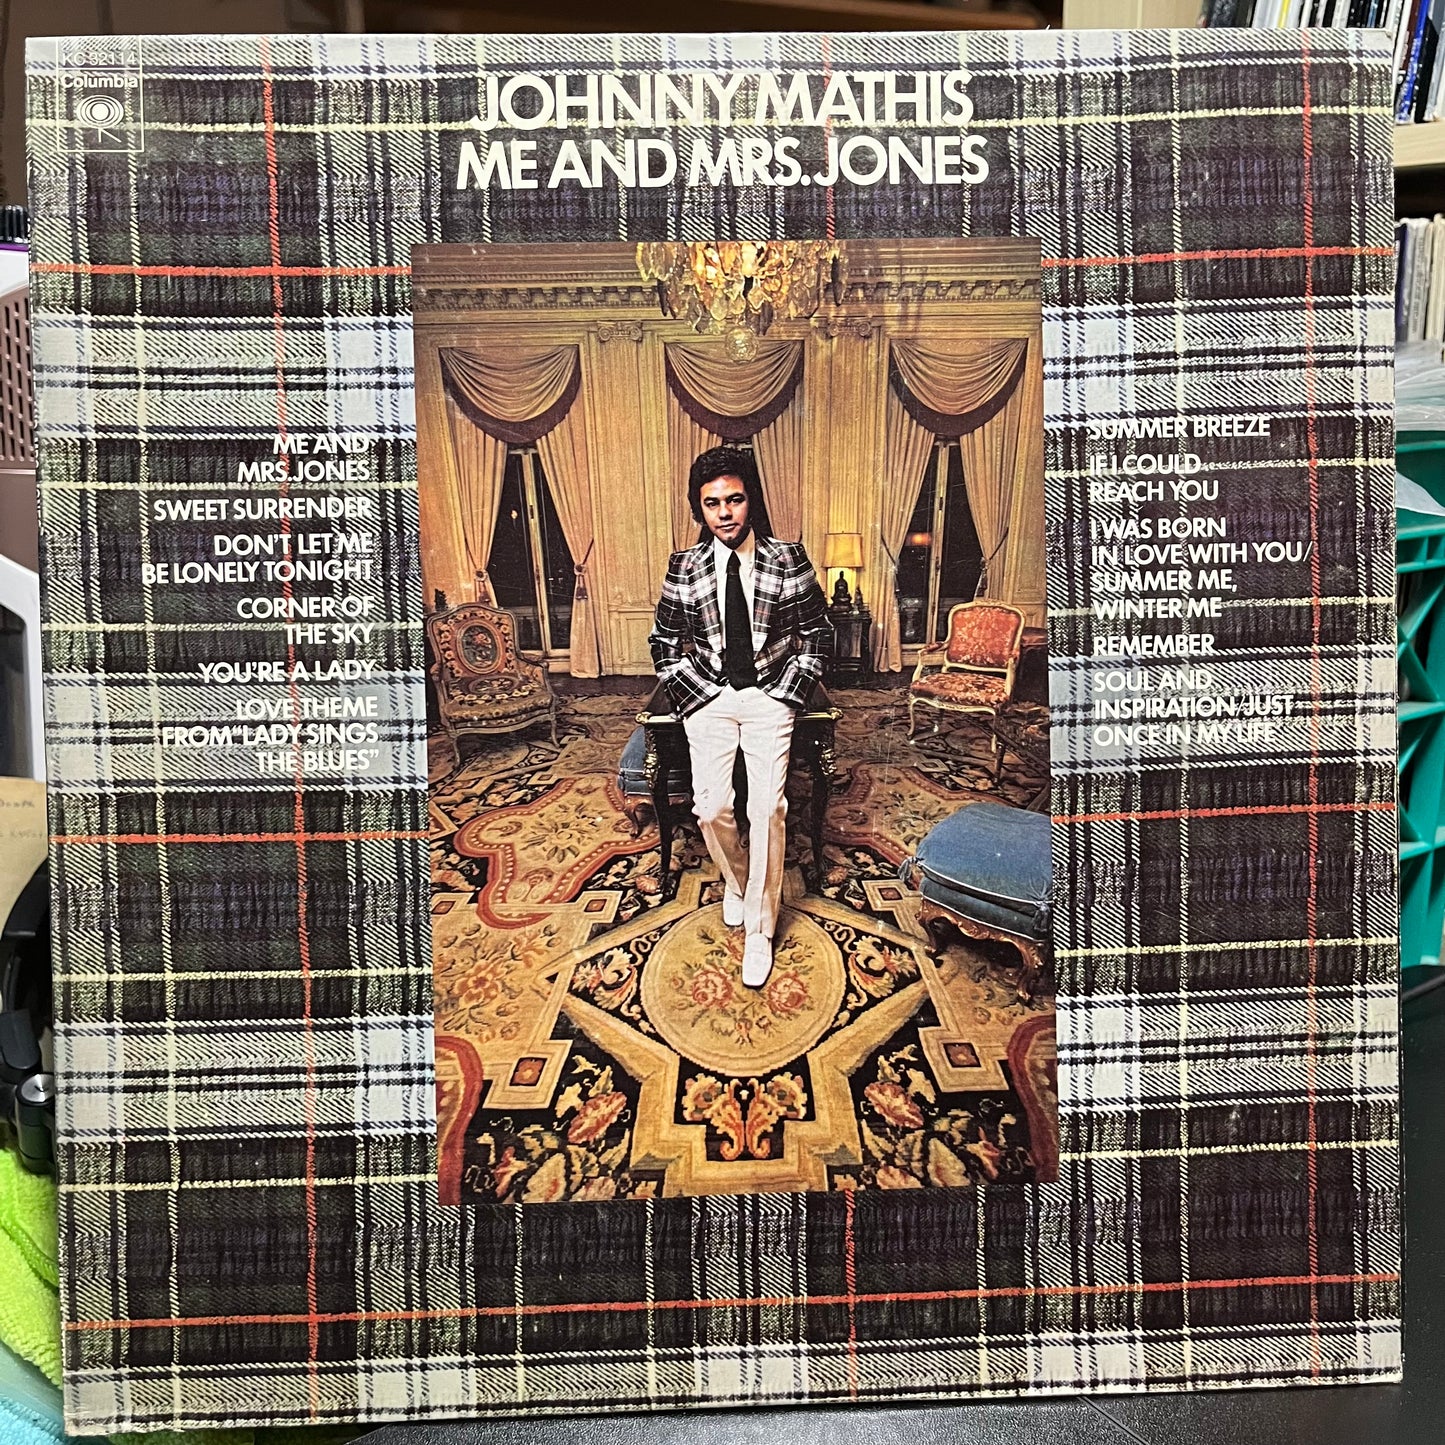 KC 32114
Columbia
JOHNNY MATHIS
ME AND MRS. JONES
ME AND
MRS. JONES
SWEET SURRENDER
DON'T LET ME
BE LONELY TONIGHT
CORNER OF
THE SKY
YOU'RE A LADY
LOVE THEME
FROM "LADY SINGS
THE BLUES"
SUMMER BREEZE
IF I COULD
REACH YOU
I WAS BORN
IN LOVE WITH YOU/
SUMMER ME,
WINTER ME
REMEMBER
SOUL AND
INSPIRATION/JUST
ONCE IN MY LIFE